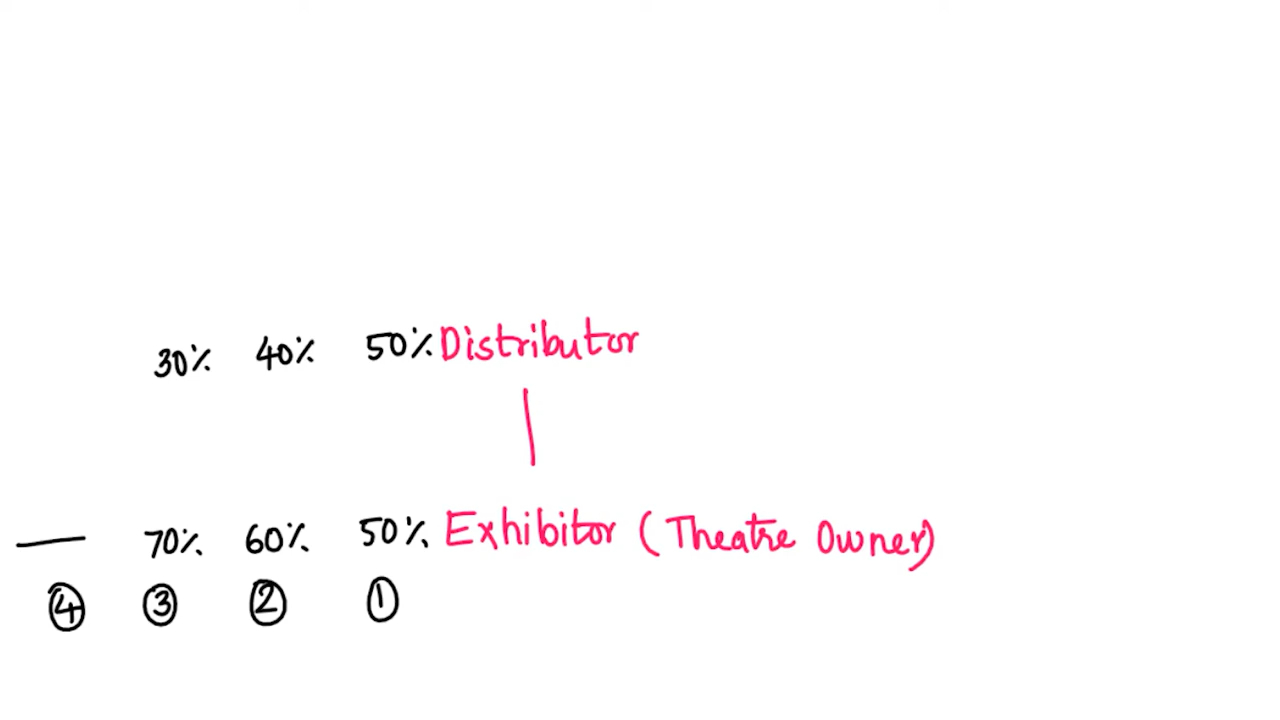 30% 40% 50% Distributor
— 70% 60% 50% Exhibitor (Theatre Owner)
④ ③ ② ①